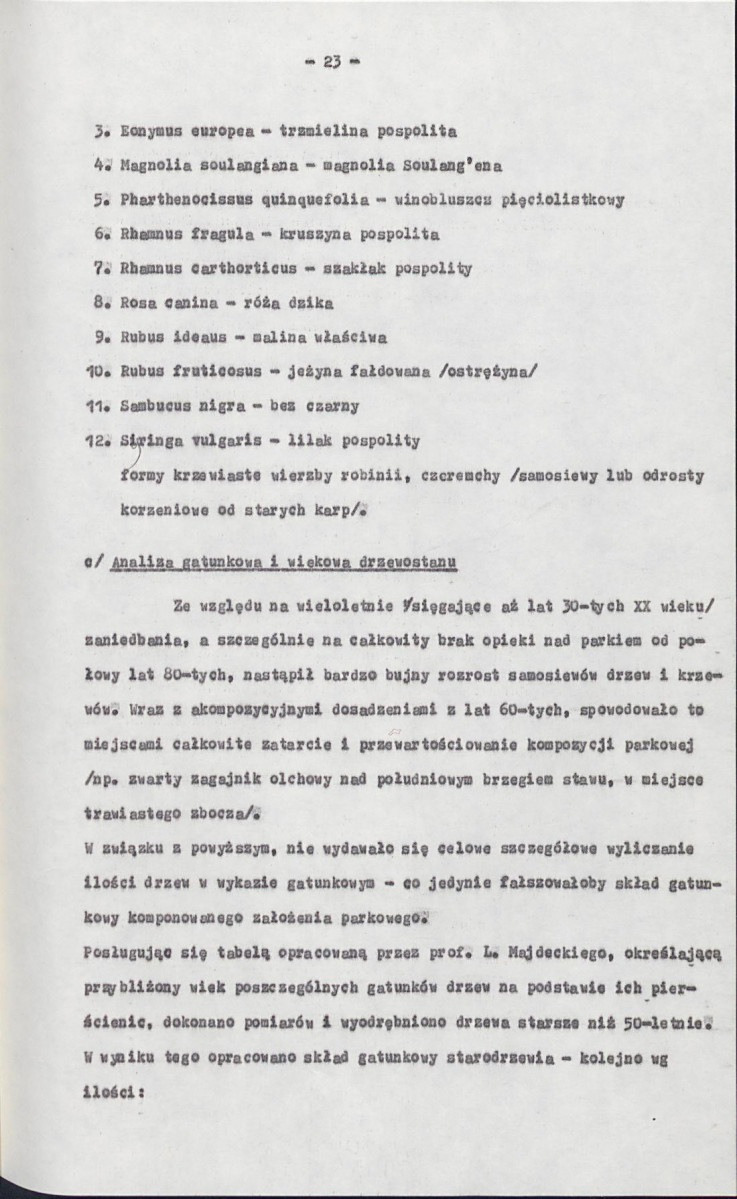 - 23 -
3. Eonymus europea - trzmielina pospolita
4. Magnolia soulangiana - magnolia Soulang'ena
5. Pharthenocissus quinquefolia - winobluszcz pięciolistkowy
6. Rhamnus fragula - kruszyna pospolita
7. Rhamnus carthorticus - szakłak pospolity
8. Rosa canina - róża dzika
9. Rubus ideaus - malina właściwa
10. Rubus fruticosus - jeżyna fałdowana /ostrężyna/
11. Sambucus nigra - bez czarny
12. Siringa vulgaris - lilak pospolity
formy krzewiaste wierzby robinii, czeremchy /samosiewy lub odrosty
korzeniowe od starych karp/.
c/ Analiza gatunkowa i wiekowa drzewostanu
Ze względu na wieloletnie /sięgające aż lat 30-tych XX wieku/
zaniedbania, a szczególnie na całkowity brak opieki nad parkiem od po-
łowy lat 80-tych, nastąpił bardzo bujny rozrost samosiewów drzew i krze-
wów. Wraz z akompozycyjnymi dosadzeniami z lat 60-tych, spowodowało to
miejscami całkowite zatarcie i przewartościowanie kompozycji parkowej
/np. zwarty zagajnik olchowy nad południowym brzegiem stawu, w miejsce
trawiastego zbocza/.
W związku z powyższym, nie wydawało się celowe szczegółowe wyliczanie
ilości drzew w wykazie gatunkowym - co jedynie fałszowałoby skład gatun-
kowy komponowanego założenia parkowego.
Posługując się tabelą opracowaną przez prof. L. Majdeckiego, określającą
przybliżony wiek poszczególnych gatunków drzew na podstawie ich pier-
ścienic, dokonano pomiarów i wyodrębniono drzewa starsze niż 50-letnie.
W wyniku tego opracowano skład gatunkowy starodrzewia - kolejno wg
ilości: